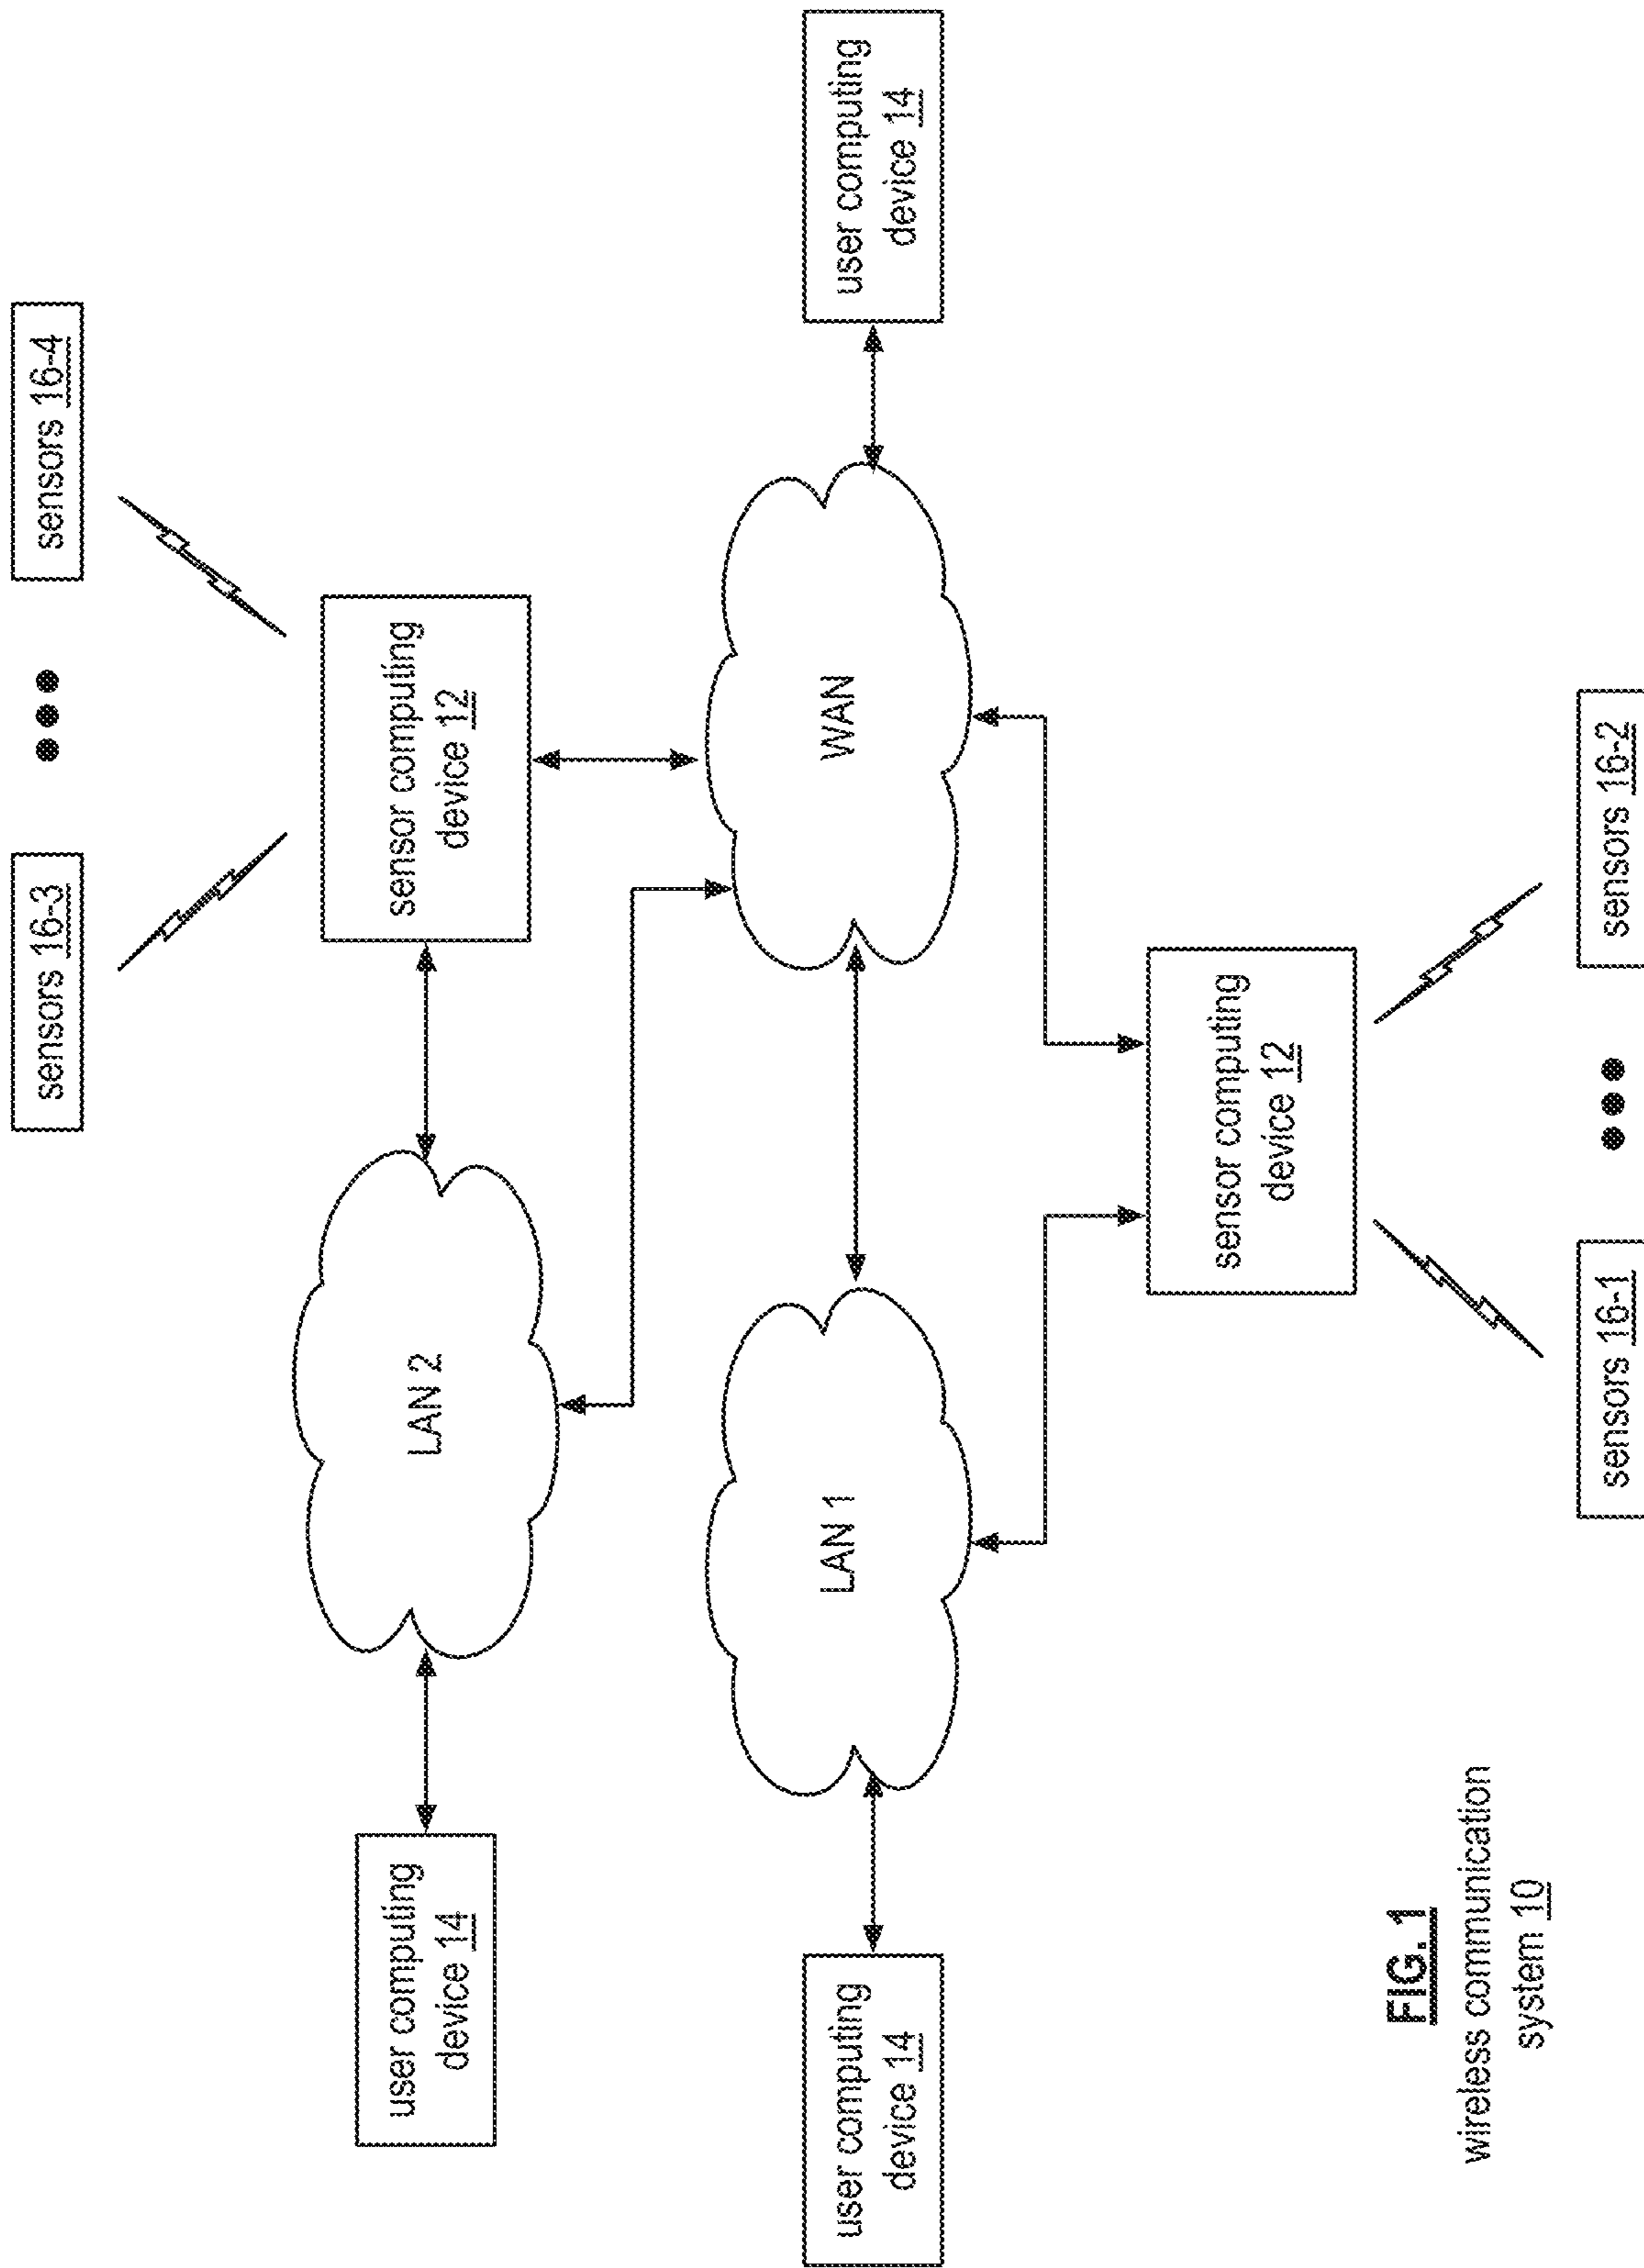 sensors 16-3
sensors 16-4
user computing
device 14
LAN 2
sensor computing
device 12
user computing
device 14
LAN 1
WAN
user computing
device 14
sensor computing
device 12
sensors 16-1
sensors 16-2
FIG. 1
wireless communication
system 10